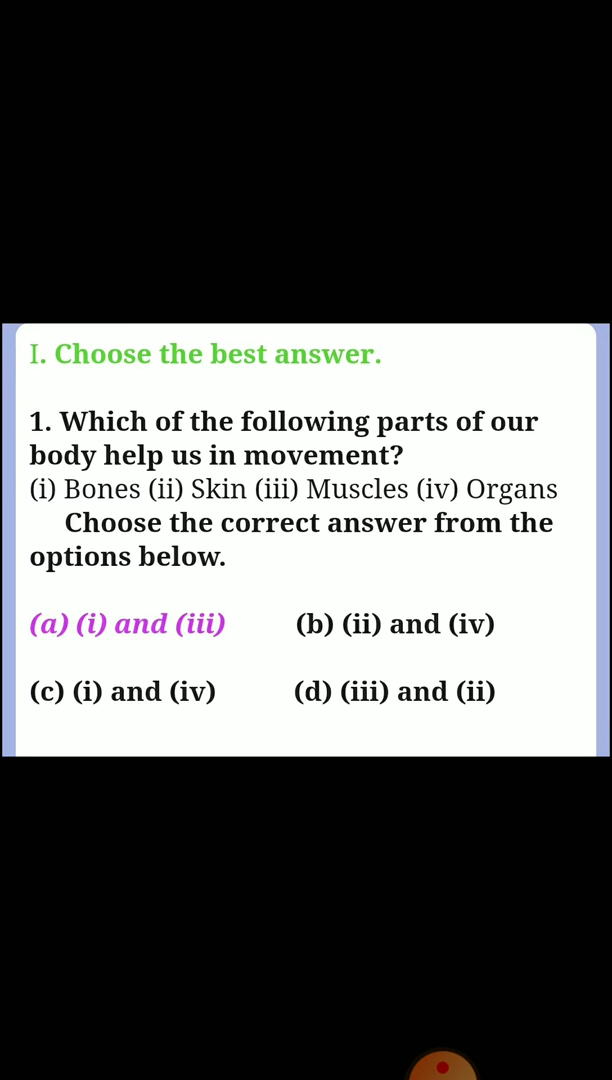 I. Choose the best answer.
1. Which of the following parts of our
body help us in movement?
(i) Bones (ii) Skin (iii) Muscles (iv) Organs
Choose the correct answer from the
options below.
(a) (i) and (iii) (b) (ii) and (iv)
(c) (i) and (iv) (d) (iii) and (ii)